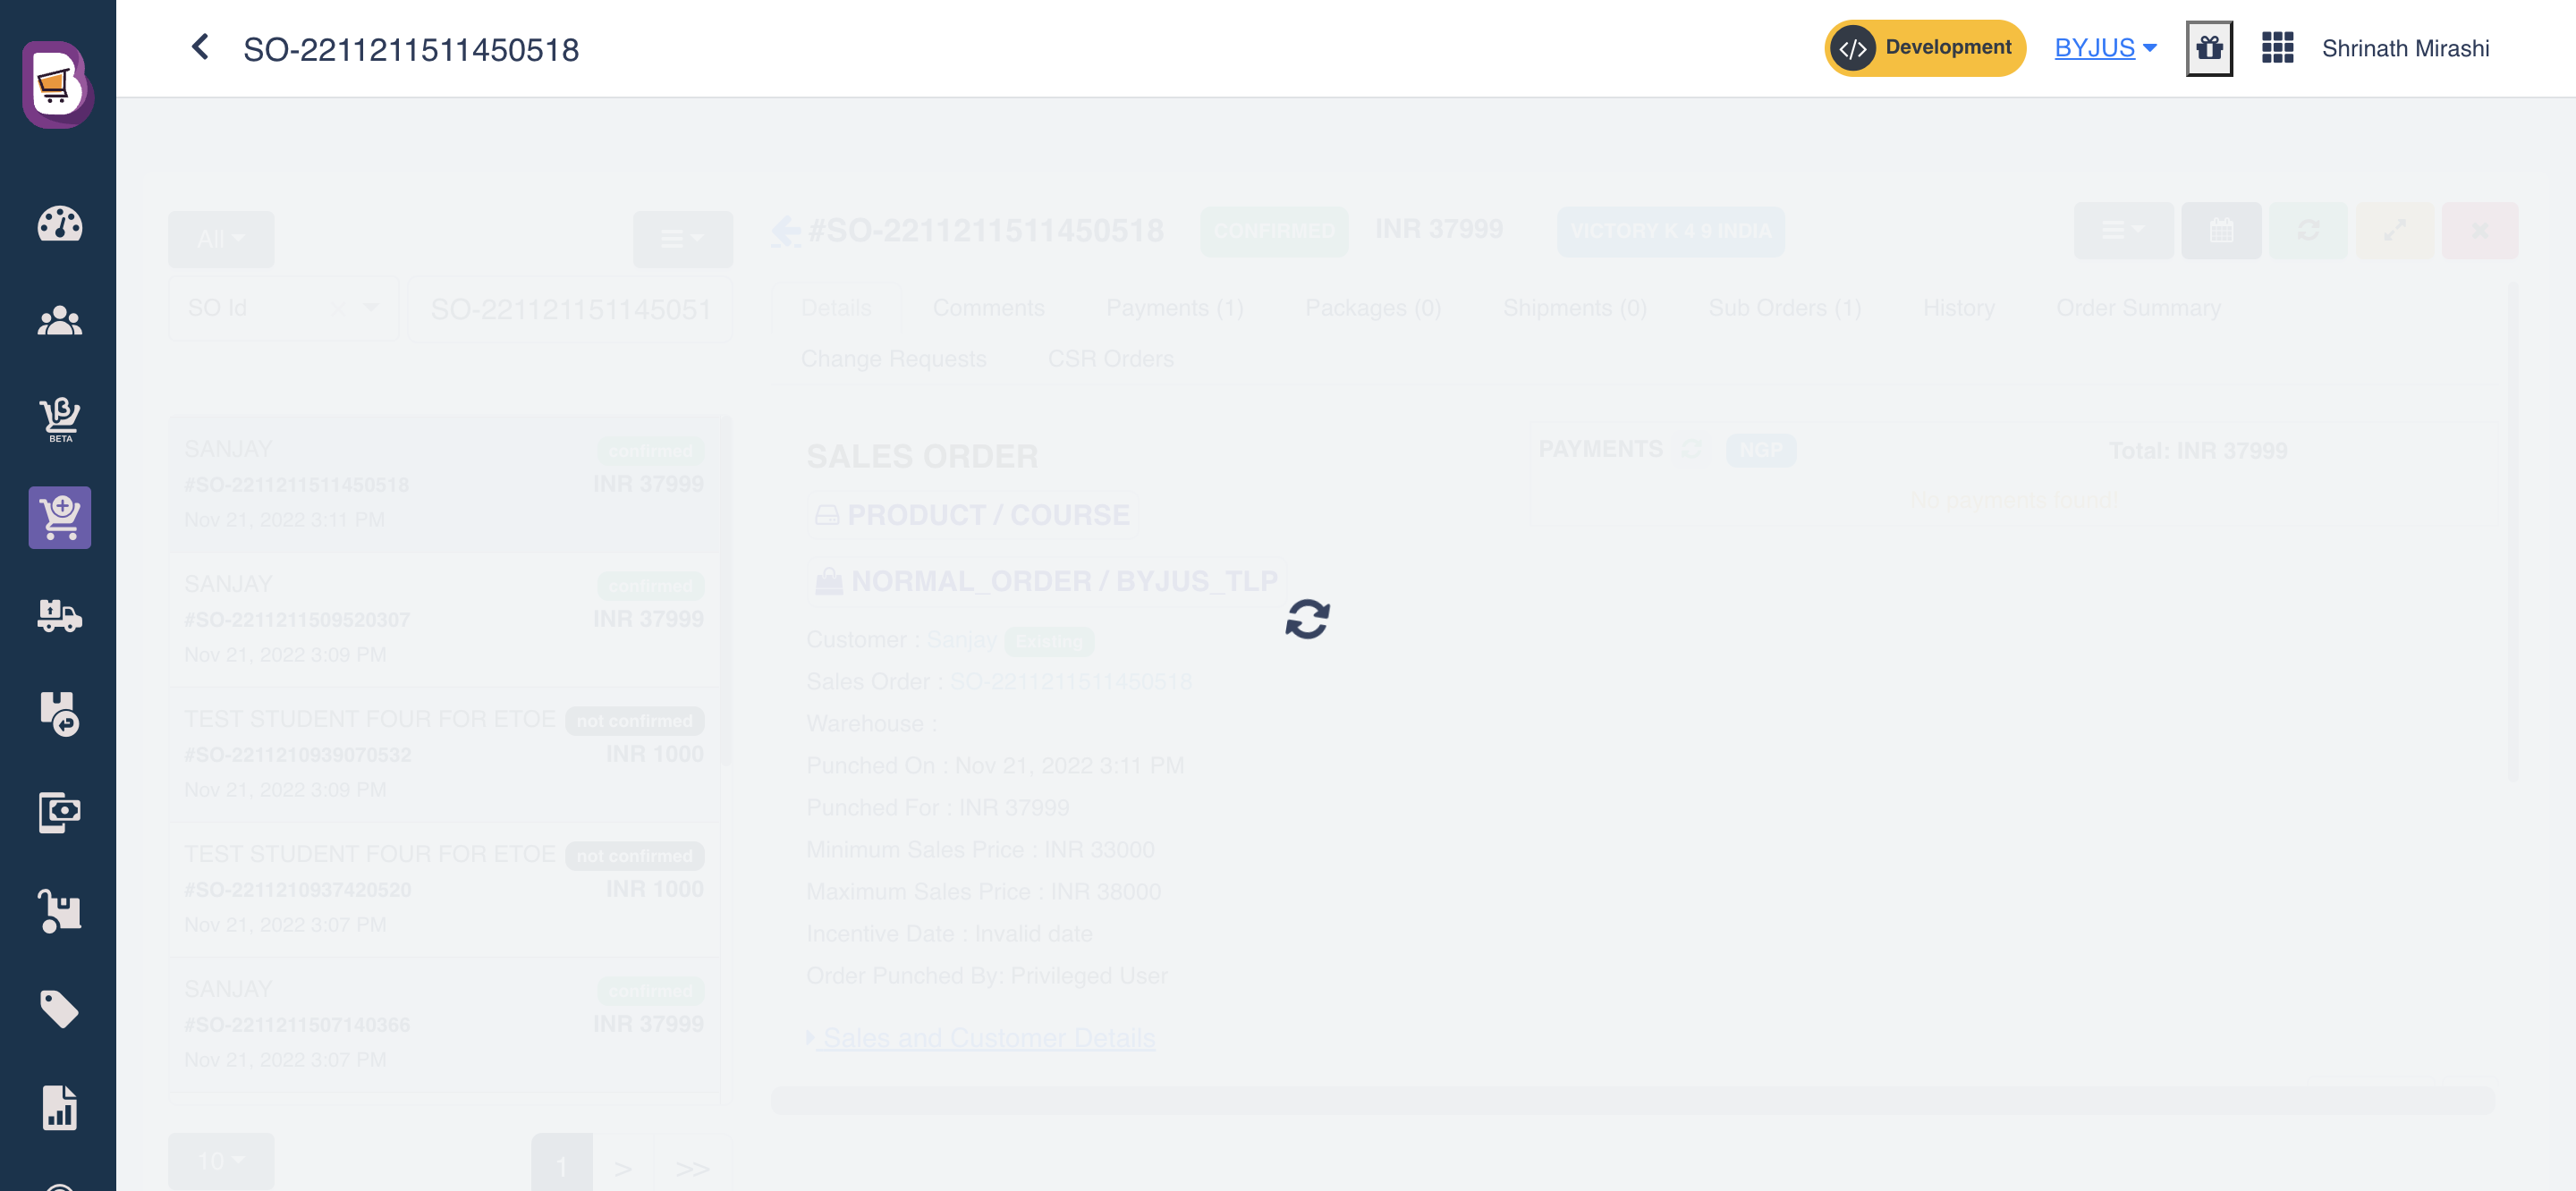 SO-2211211511450518
Development
BYJUS
Shrinath Mirashi
BETA
All
SO Id
SO-221121151145051
SANJAY confirmed
#SO-2211211511450518 INR 37999
Nov 21, 2022 3:11 PM
SANJAY confirmed
#SO-2211211509520307 INR 37999
Nov 21, 2022 3:09 PM
TEST STUDENT FOUR FOR ETOE not confirmed
#SO-2211210939070532 INR 1000
Nov 21, 2022 3:09 PM
TEST STUDENT FOUR FOR ETOE not confirmed
#SO-2211210937420520 INR 1000
Nov 21, 2022 3:07 PM
SANJAY confirmed
#SO-2211211507140366 INR 37999
Nov 21, 2022 3:07 PM
10
1 > >>
#SO-2211211511450518 CONFIRMED INR 37999 VICTORY K 4 9 INDIA
Details Comments Payments (1) Packages (0) Shipments (0) Sub Orders (1) History Order Summary
Change Requests CSR Orders
SALES ORDER
PRODUCT / COURSE
NORMAL_ORDER / BYJUS_TLP
Customer : Sanjay Existing
Sales Order : SO-2211211511450518
Warehouse :
Punched On : Nov 21, 2022 3:11 PM
Punched For : INR 37999
Minimum Sales Price : INR 33000
Maximum Sales Price : INR 38000
Incentive Date : Invalid date
Order Punched By: Privileged User
Sales and Customer Details
PAYMENTS NGP Total: INR 37999
No payments found!